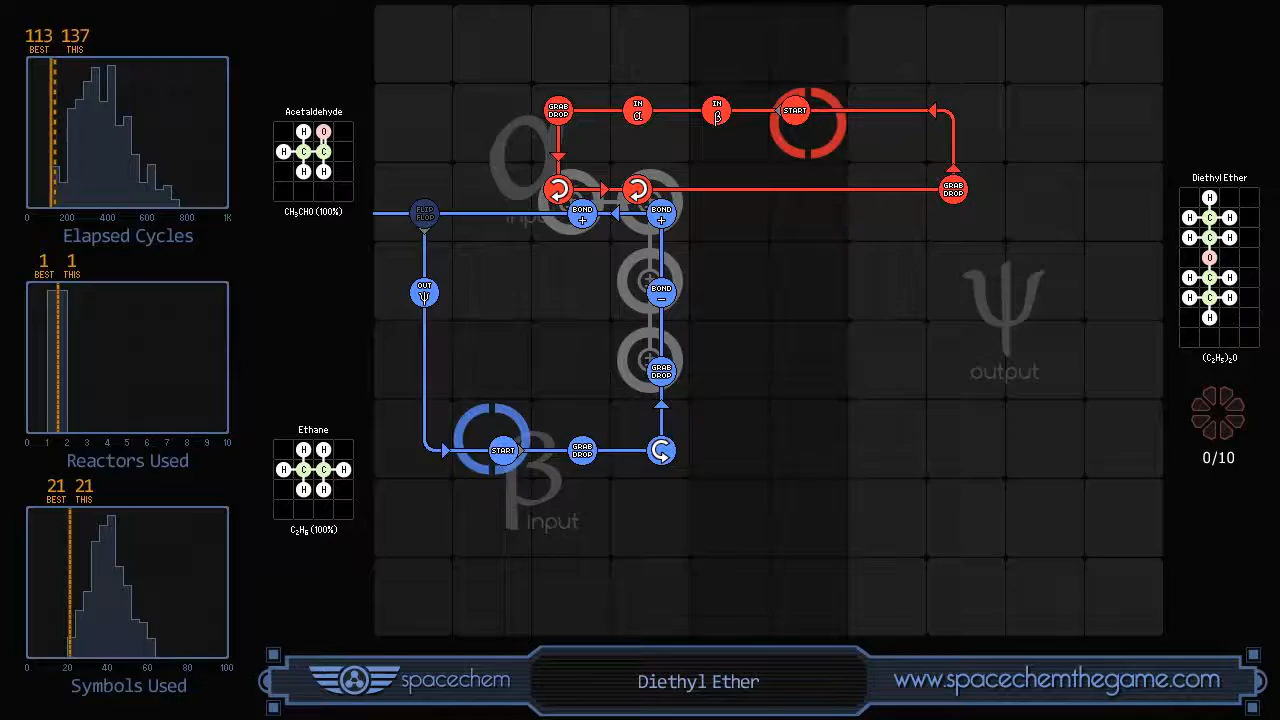 113 137
BEST THIS
0 200 400 600 800 1K
Elapsed Cycles
1 1
BEST THIS
0 1 2 3 4 5 6 7 8 9 10
Reactors Used
21 21
BEST THIS
0 20 40 60 80 100
Symbols Used
Acetaldehyde
H O
H C C
H H
CH₃CHO (100%)
Ethane
H H
H C C H
H H
C₂H₆ (100%)
GRAB DROP
IN α
IN β
START
α
input
GRAB DROP
FLIP FLOP
BOND +
BOND +
OUT Ψ
BOND –
GRAB DROP
START
GRAB DROP
β
input
ψ
output
Diethyl Ether
H
H C H
H C H
O
H C H
H C H
H
(C₂H₅)₂O
0/10
spacechem
Diethyl Ether
www.spacechemthegame.com